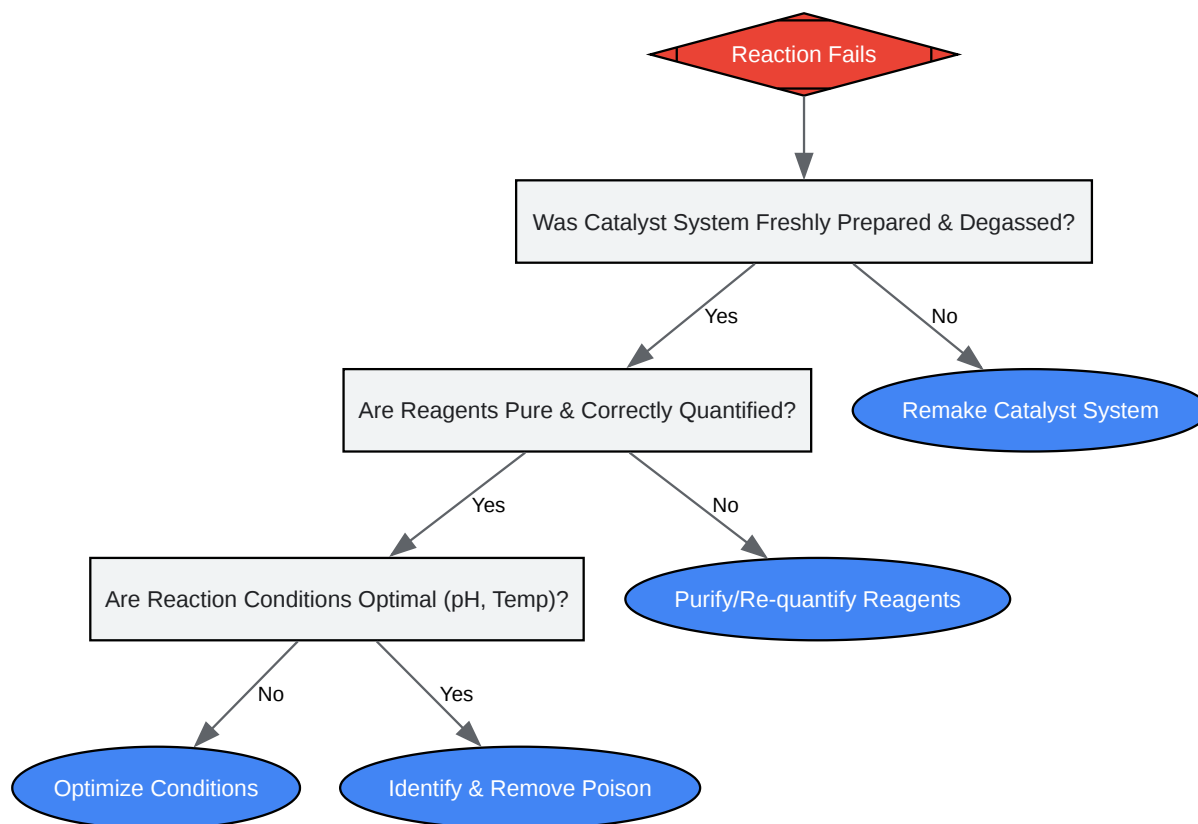 Reaction Fails
Was Catalyst System Freshly Prepared & Degassed?
Yes
No
Are Reagents Pure & Correctly Quantified?
Remake Catalyst System
Yes
No
Are Reaction Conditions Optimal (pH, Temp)?
Purify/Re-quantify Reagents
No
Yes
Optimize Conditions
Identify & Remove Poison